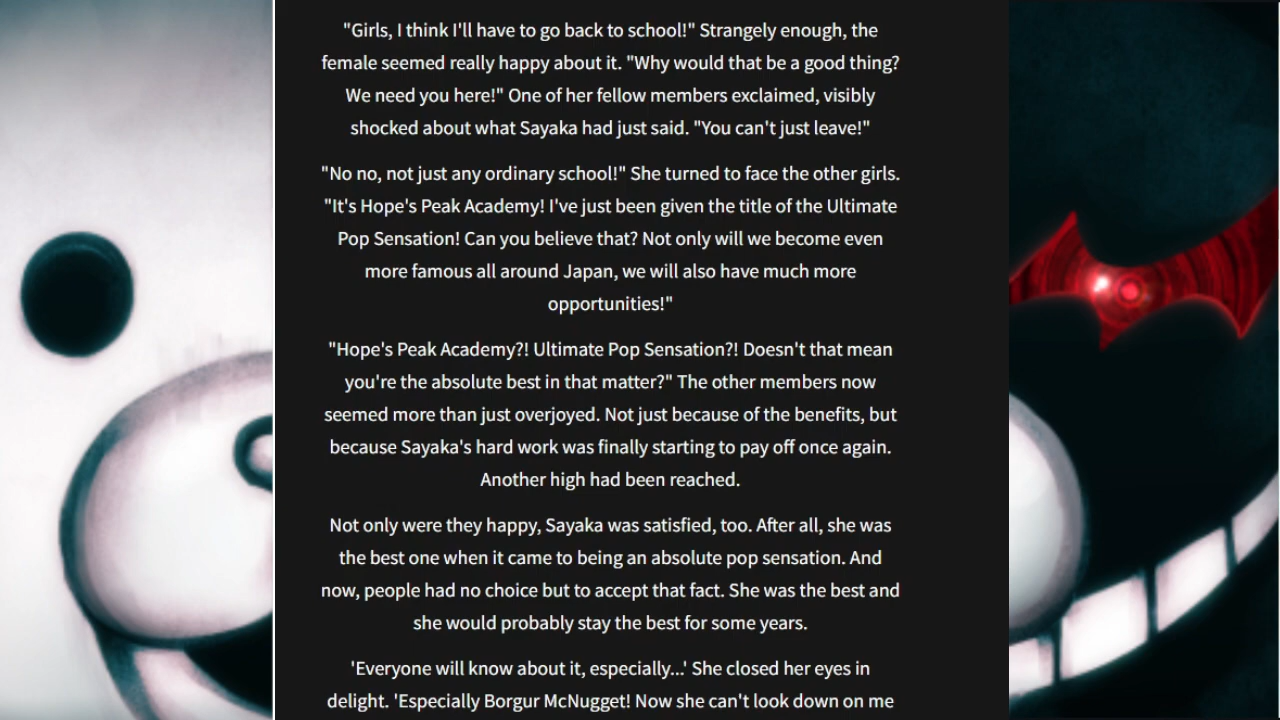 "Girls, I think I'll have to go back to school!" Strangely enough, the
female seemed really happy about it. "Why would that be a good thing?
We need you here!" One of her fellow members exclaimed, visibly
shocked about what Sayaka had just said. "You can't just leave!"
"No no, not just any ordinary school!" She turned to face the other girls.
"It's Hope's Peak Academy! I've just been given the title of the Ultimate
Pop Sensation! Can you believe that? Not only will we become even
more famous all around Japan, we will also have much more
opportunities!"
"Hope's Peak Academy?! Ultimate Pop Sensation?! Doesn't that mean
you're the absolute best in that matter?" The other members now
seemed more than just overjoyed. Not just because of the benefits, but
because Sayaka's hard work was finally starting to pay off once again.
Another high had been reached.
Not only were they happy, Sayaka was satisfied, too. After all, she was
the best one when it came to being an absolute pop sensation. And
now, people had no choice but to accept that fact. She was the best and
she would probably stay the best for some years.
'Everyone will know about it, especially...' She closed her eyes in
delight. 'Especially Borgur McNugget! Now she can't look down on me